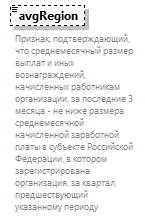 avgRegion
Признак, подтверждающий,
что среднемесячный размер
выплат и иных
вознаграждений,
начисленных работникам
организации, за последние 3
месяца - не ниже размера
среднемесячной
начисленной заработной
платы в субъекте Российской
Федерации, в котором
зарегистрирована
организация, за квартал,
предшествующий
указанному периоду